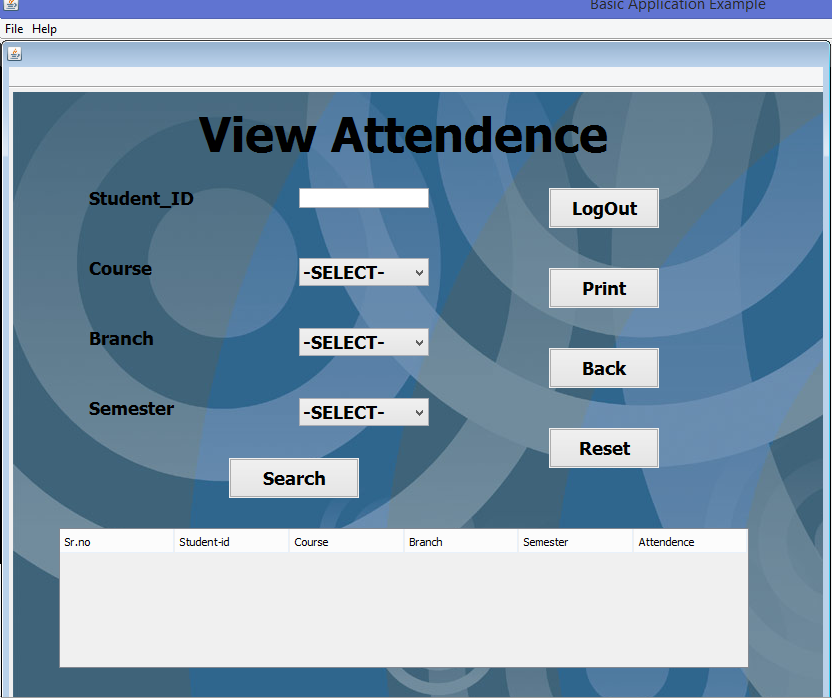 Basic Application Example
File Help
View Attendence
Student_ID
LogOut
Course -SELECT-
Print
Branch -SELECT-
Back
Semester -SELECT-
Reset
Search
Sr.no Student-id Course Branch Semester Attendence